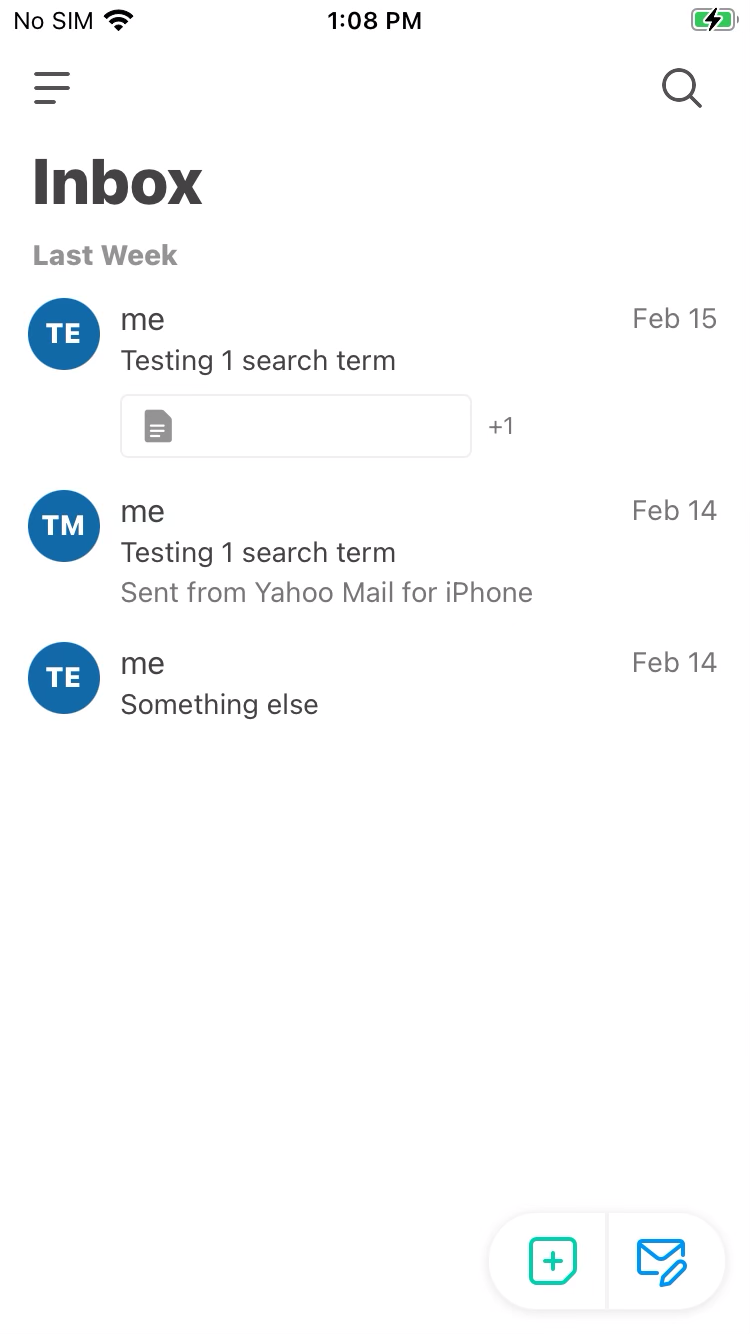 No SIM 1:08 PM
Inbox
Last Week
TE me Feb 15
Testing 1 search term
+1
TM me Feb 14
Testing 1 search term
Sent from Yahoo Mail for iPhone
TE me Feb 14
Something else